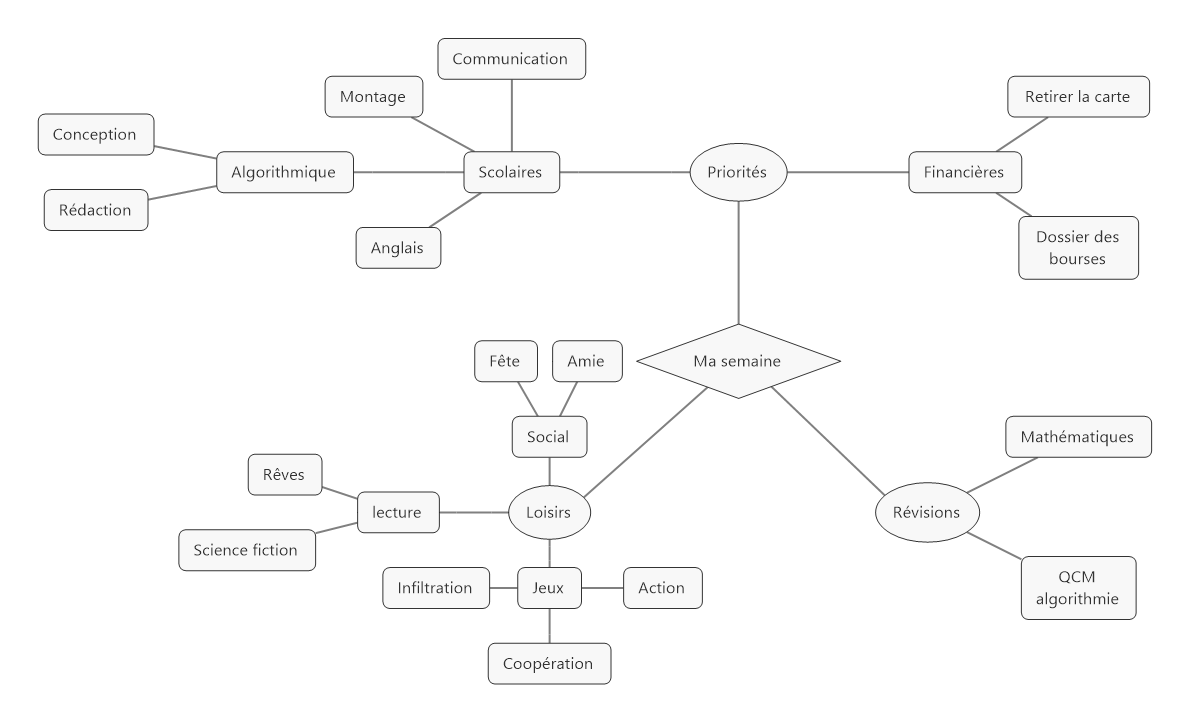 Communication
Montage
Retirer la carte
Conception
Algorithmique
Scolaires
Priorités
Financières
Rédaction
Anglais
Dossier des
bourses
Fête
Amie
Ma semaine
Social
Mathématiques
Rêves
lecture
Loisirs
Révisions
Science fiction
Infiltration
Jeux
Action
QCM
algorithmie
Coopération